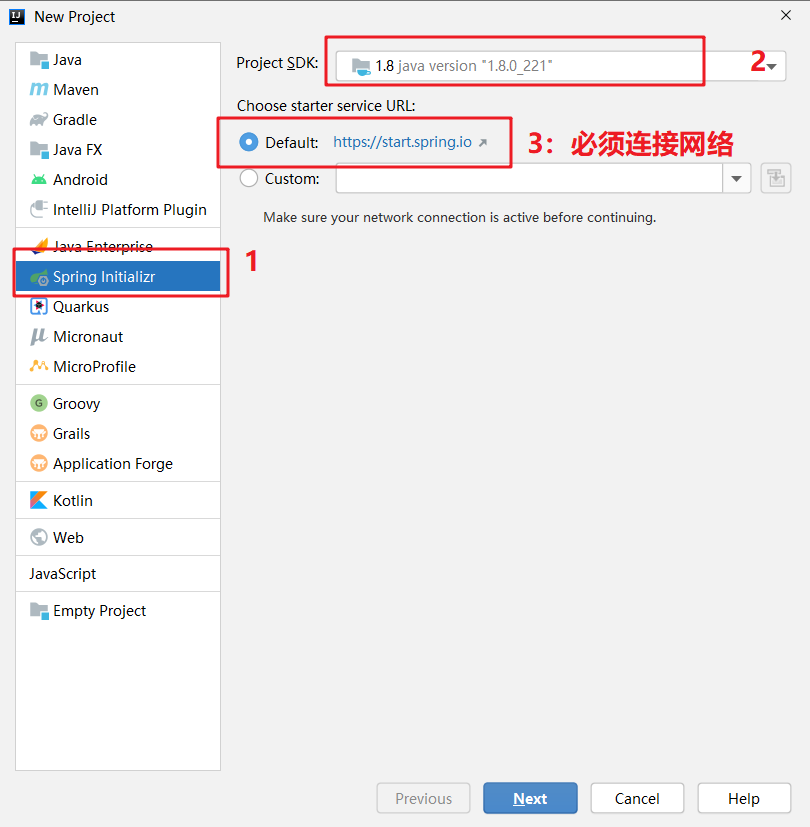 New Project
Java
Maven
Gradle
Java FX
Android
IntelliJ Platform Plugin
Java Enterprise
Spring Initializr
1
Quarkus
Micronaut
MicroProfile
Groovy
Grails
Application Forge
Kotlin
Web
JavaScript
Empty Project
Project SDK: 1.8 java version "1.8.0_221" 2
Choose starter service URL:
Default: https://start.spring.io 3：必须连接网络
Custom:
Make sure your network connection is active before continuing.
Previous Next Cancel Help